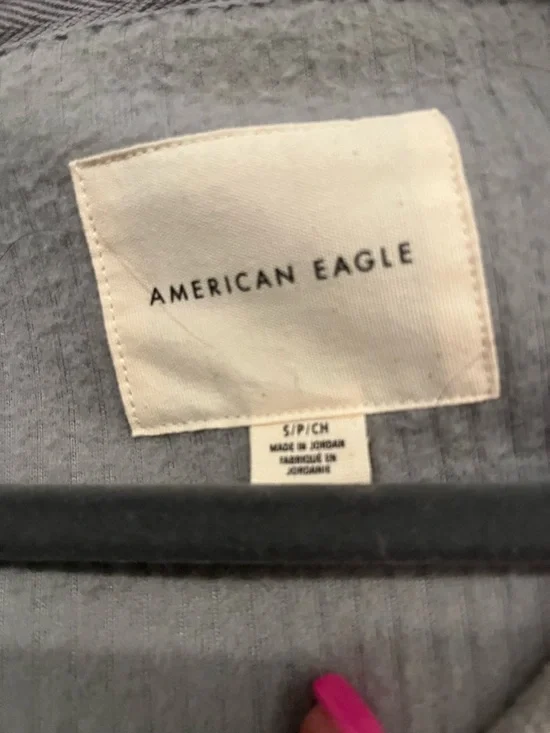 AMERICAN EAGLE
S/P/CH
MADE IN JORDAN
FABRIQUÉ EN
JORDANIE